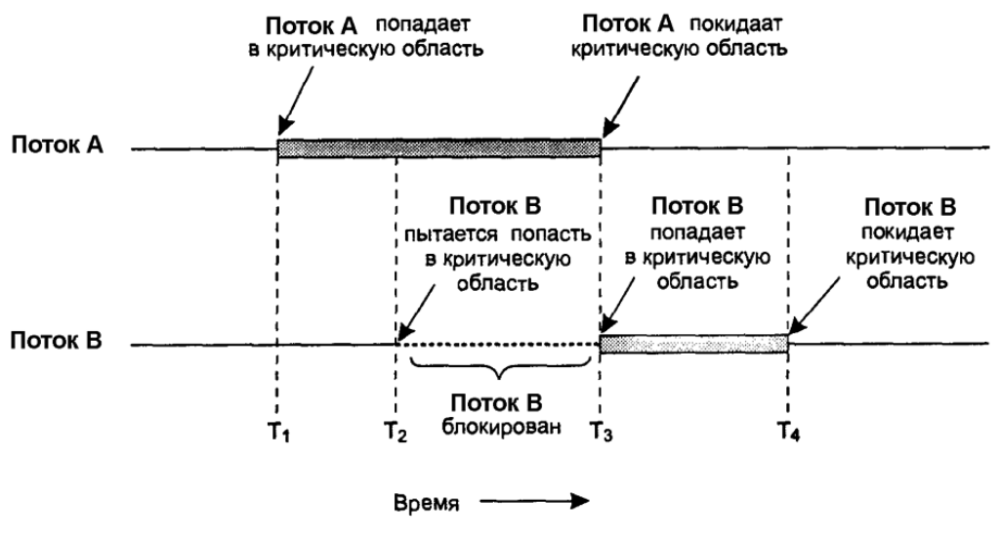 Поток А попадает
в критическую область
Поток А покидаат
критическую область
Поток А
Поток В
пытается попасть
в критическую
область
Поток В
попадает
в критическую
область
Поток В
покидает
критическую
область
Поток В
Поток В
блокирован
T1
T2
T3
T4
Время